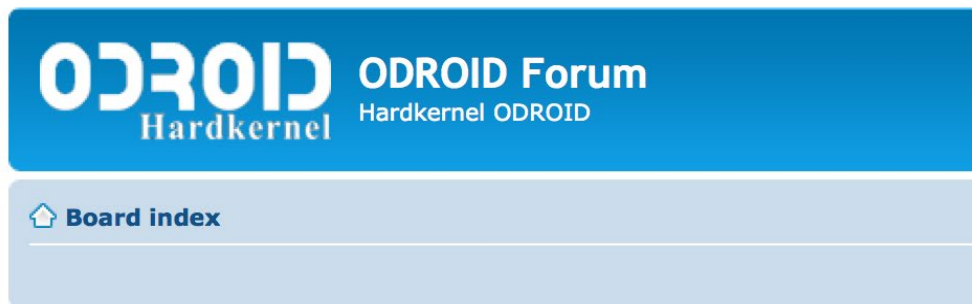 ODROID
Hardkernel
ODROID Forum
Hardkernel ODROID
Board index